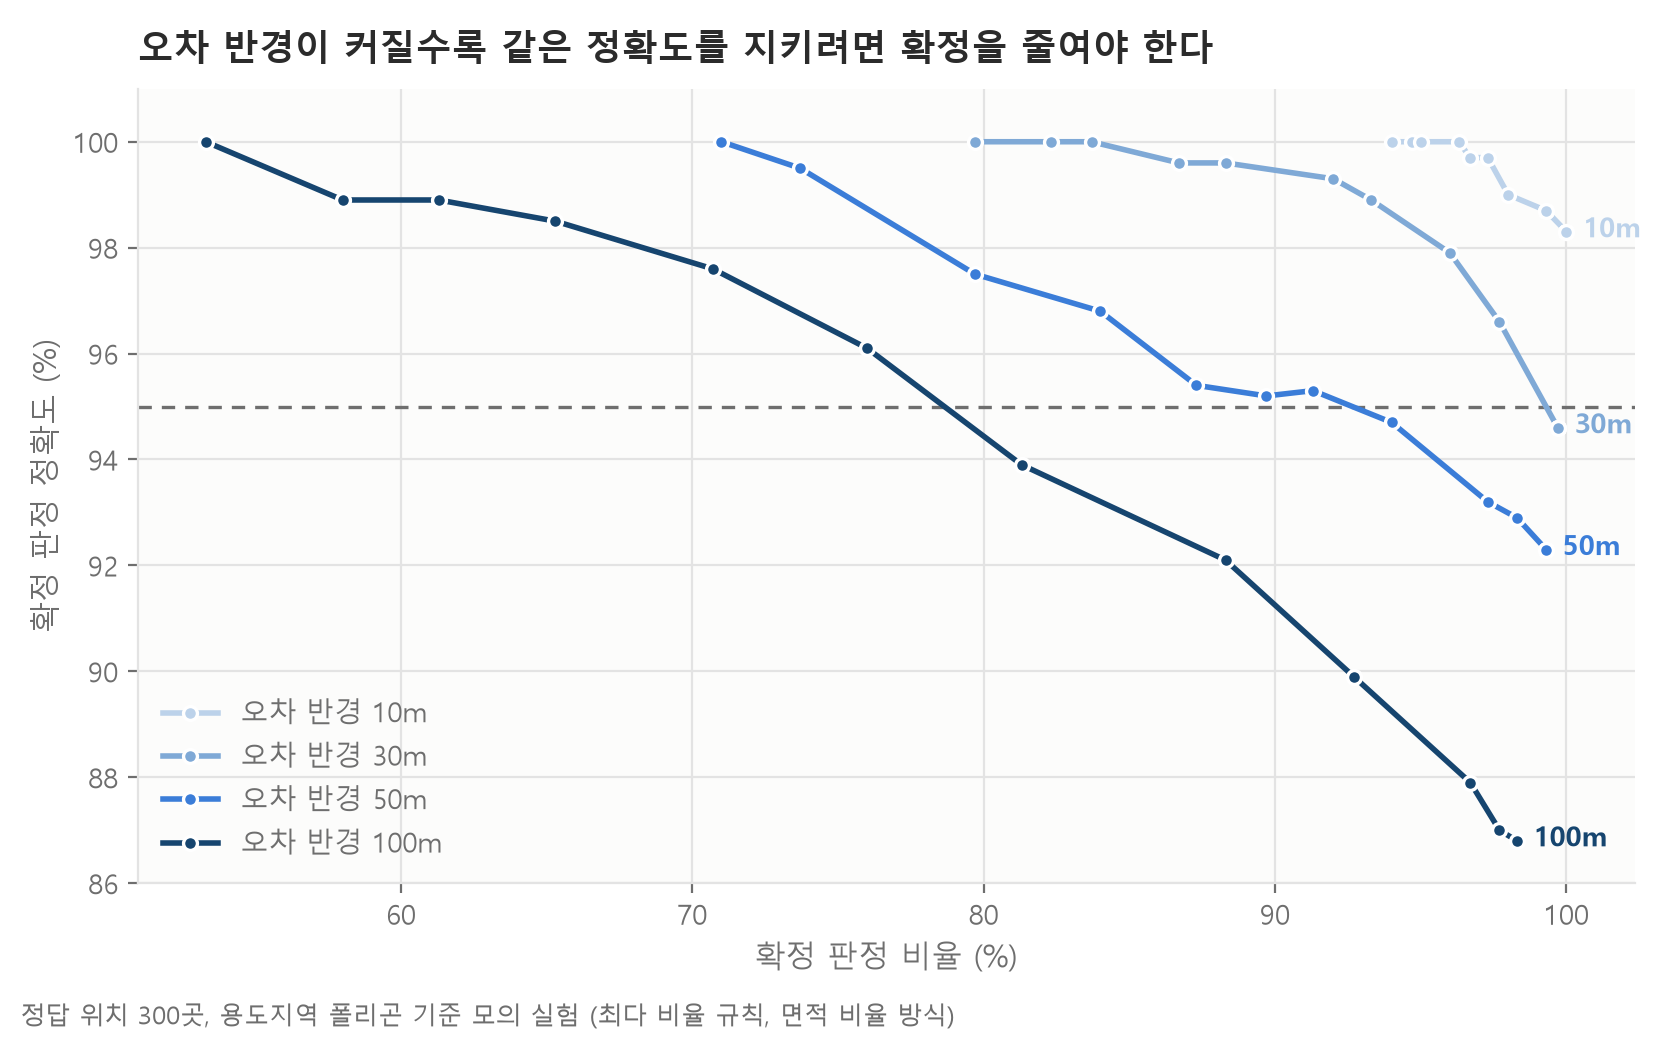 오차 반경이 커질수록 같은 정확도를 지키려면 확정을 줄여야 한다
확정 판정 정확도 (%)
100
98
96
94
92
90
88
86
10m
30m
50m
100m
오차 반경 10m
오차 반경 30m
오차 반경 50m
오차 반경 100m
60
70
80
90
100
확정 판정 비율 (%)
정답 위치 300곳, 용도지역 폴리곤 기준 모의 실험 (최다 비율 규칙, 면적 비율 방식)